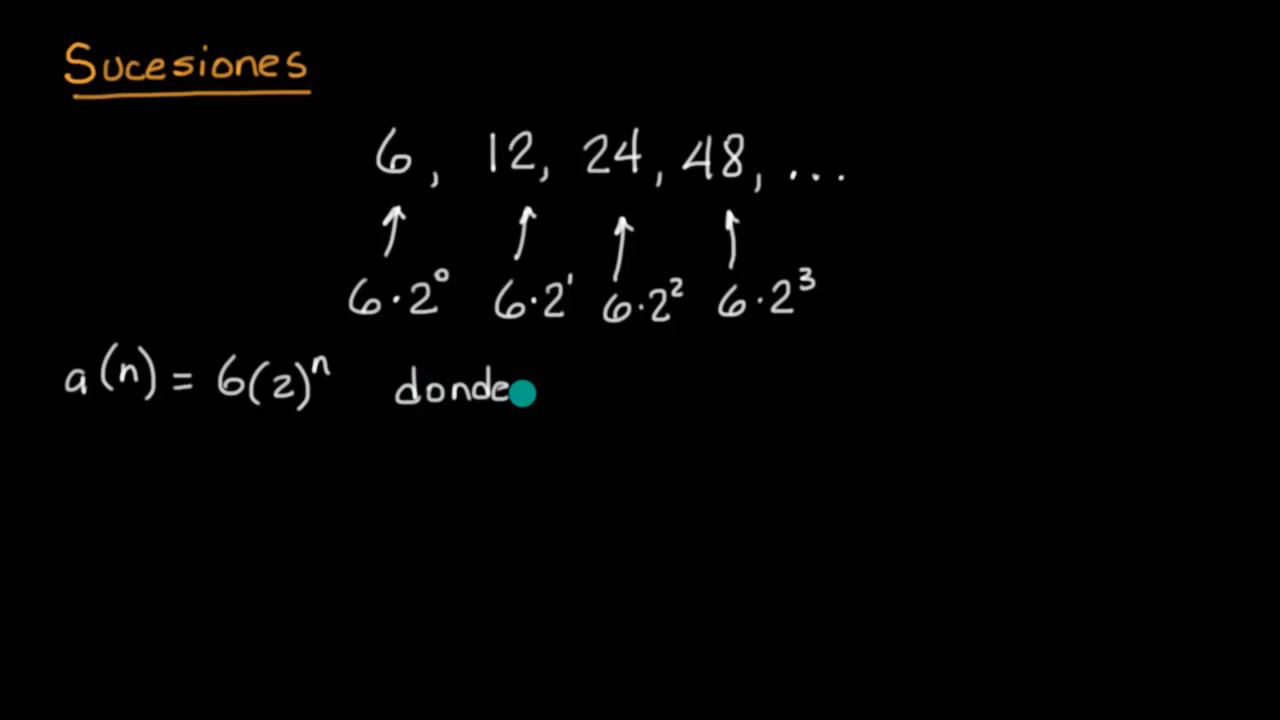 Sucesiones
6, 12, 24, 48, ...
6·2⁰ 6·2¹ 6·2² 6·2³
a(n) = 6(2)ⁿ donde